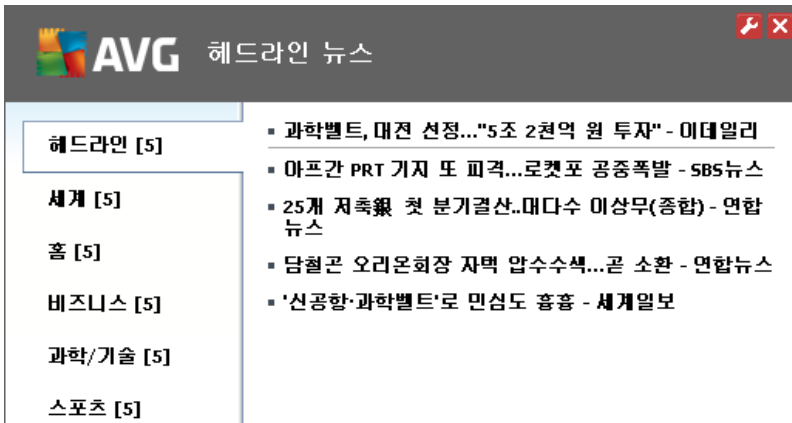 AVG 헤드라인 뉴스
헤드라인 [5]
세계 [5]
홈 [5]
비즈니스 [5]
과학/기술 [5]
스포츠 [5]
과학벨트, 대전 선정..."5조 2천억 원 투자" - 이데일리
아프간 PRT 기지 또 피격...로켓포 공중폭발 - SBS뉴스
25개 저축銀 첫 분기결산..대다수 이상무(종합) - 연합
뉴스
담철곤 오리온회장 자택 압수수색...곧 소환 - 연합뉴스
'신공항·과학벨트'로 민심도 흉흉 - 세계일보